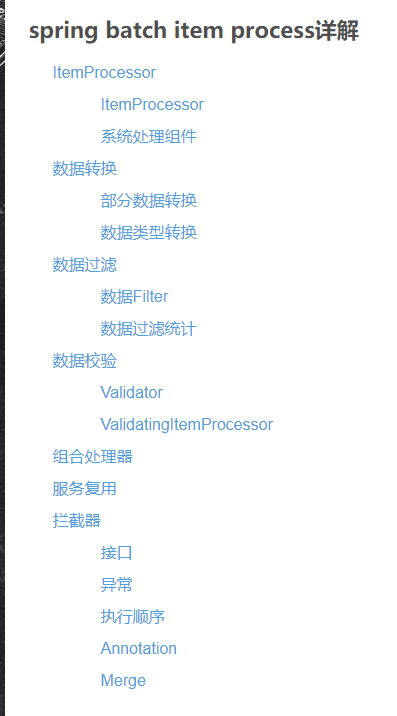 spring batch item process详解
ItemProcessor
ItemProcessor
系统处理组件
数据转换
部分数据转换
数据类型转换
数据过滤
数据Filter
数据过滤统计
数据校验
Validator
ValidatingItemProcessor
组合处理器
服务复用
拦截器
接口
异常
执行顺序
Annotation
Merge